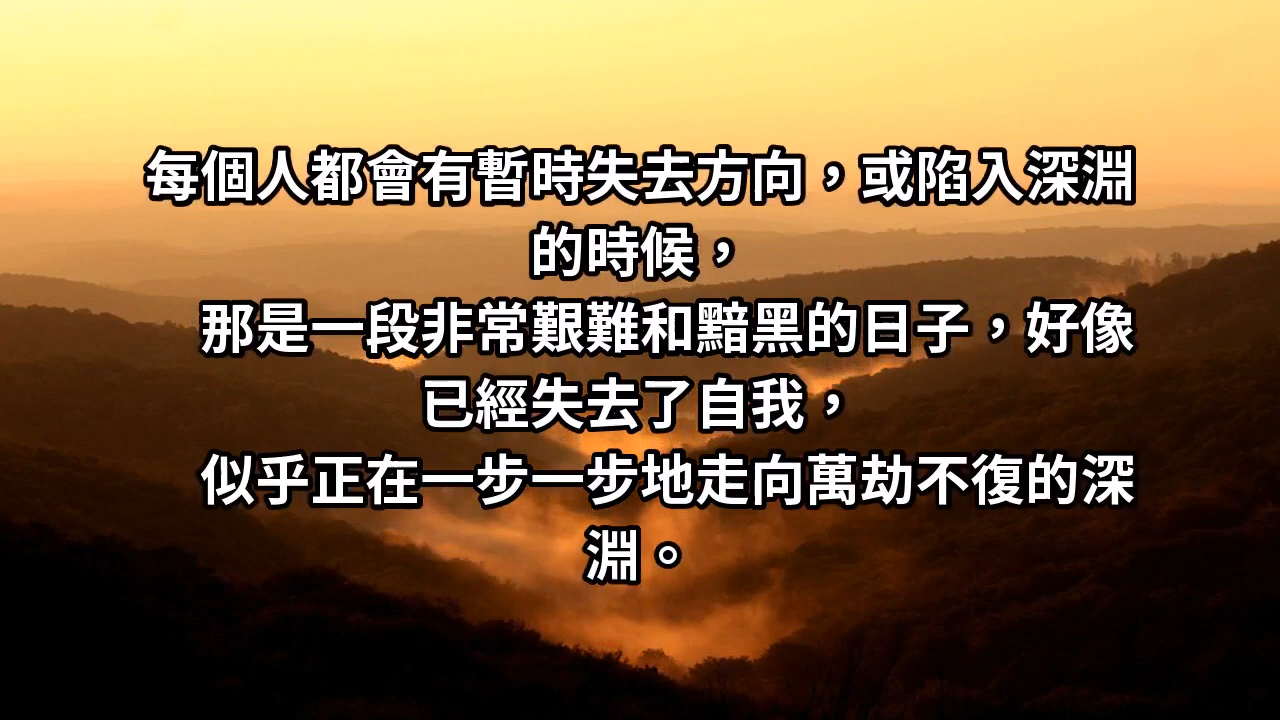 每個人都會有暫時失去方向，或陷入深淵
的時候，
那是一段非常艱難和黯黑的日子，好像
已經失去了自我，
似乎正在一步一步地走向萬劫不復的深
淵。